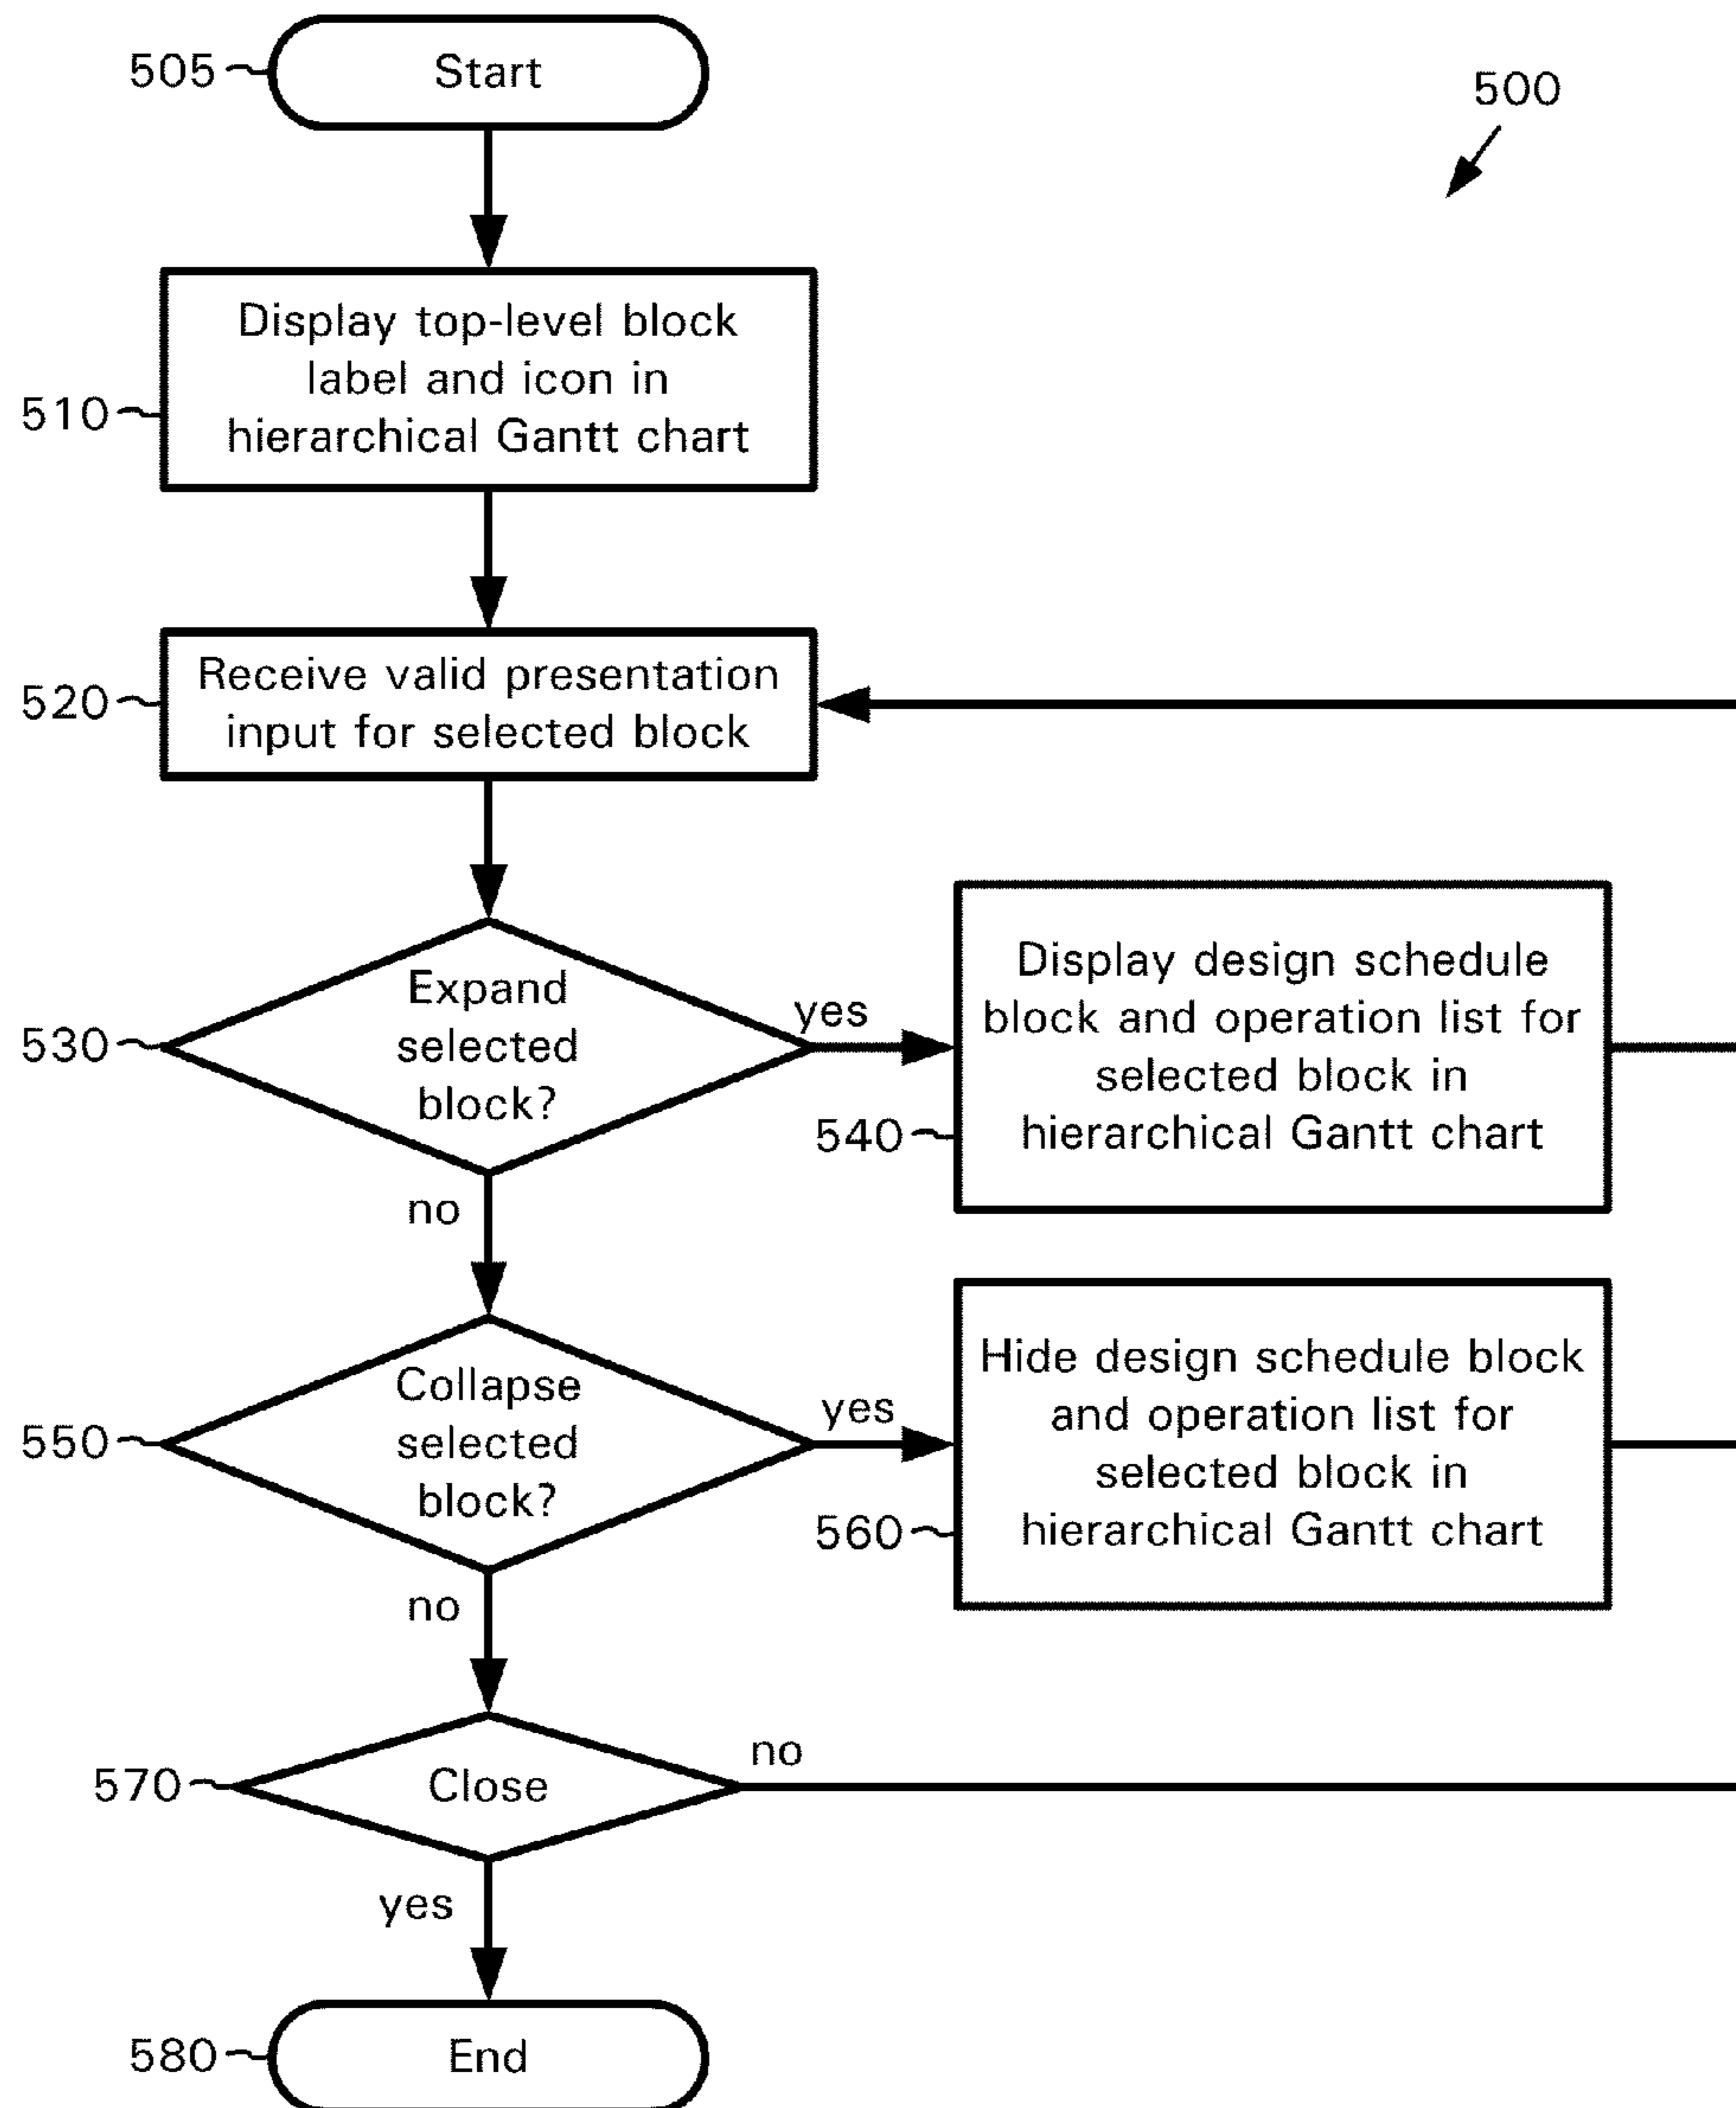 505
Start
500
510
Display top-level block
label and icon in
hierarchical Gantt chart
520
Receive valid presentation
input for selected block
530
Expand
selected
block?
yes
540
Display design schedule
block and operation list for
selected block in
hierarchical Gantt chart
no
550
Collapse
selected
block?
yes
560
Hide design schedule block
and operation list for
selected block in
hierarchical Gantt chart
no
570
Close
no
yes
580
End